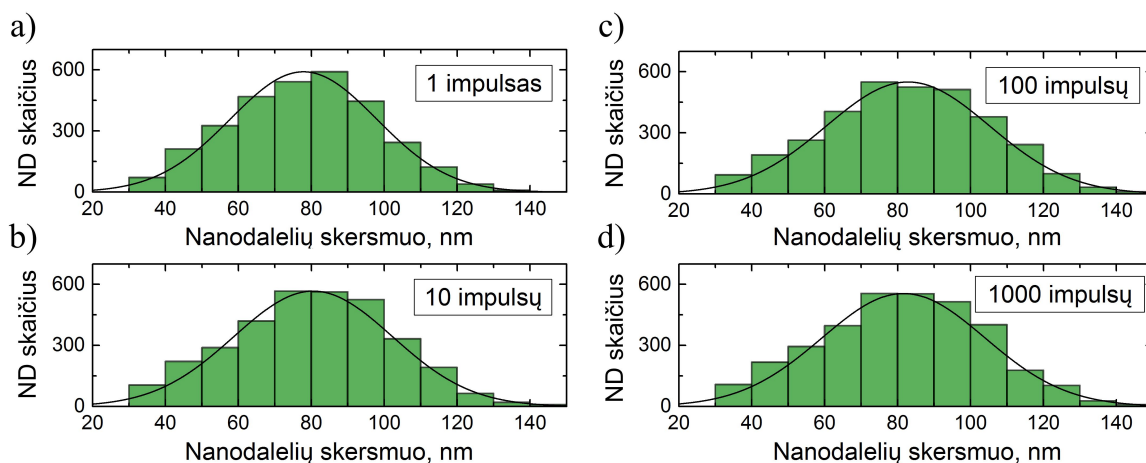 a)
ND skaičius
600
300
0
1 impulsas
20 40 60 80 100 120 140
Nanodalelių skersmuo, nm
b)
ND skaičius
600
300
0
10 impulsų
20 40 60 80 100 120 140
Nanodalelių skersmuo, nm
c)
ND skaičius
600
300
0
100 impulsų
20 40 60 80 100 120 140
Nanodalelių skersmuo, nm
d)
ND skaičius
600
300
0
1000 impulsų
20 40 60 80 100 120 140
Nanodalelių skersmuo, nm